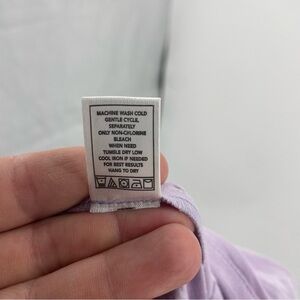 MACHINE WASH COLD
GENTLE CYCLE,
SEPARATELY
ONLY NON-CHLORINE
BLEACH
WHEN NEED
TUMBLE DRY LOW
COOL IRON IF NEEDED
FOR BEST RESULTS
HANG TO DRY